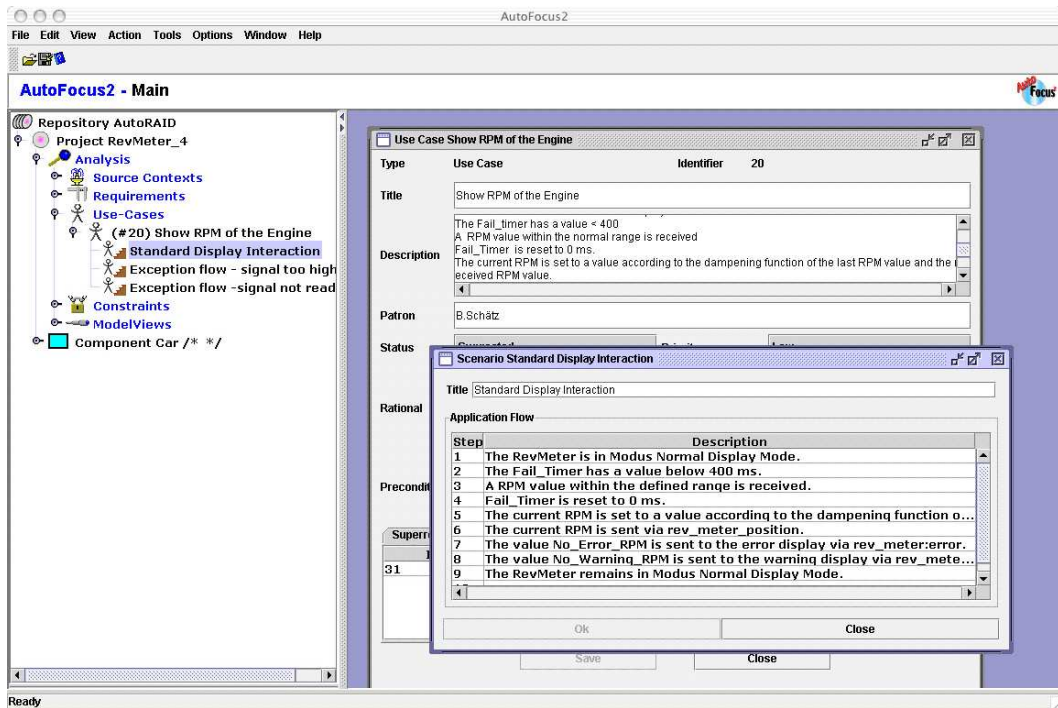 AutoFocus2
File Edit View Action Tools Options Window Help
AutoFocus2 - Main
Auto Focus
Repository AutoRAID
Project RevMeter_4
Analysis
Source Contexts
Requirements
Use-Cases
(#20) Show RPM of the Engine
Standard Display Interaction
Exception flow - signal too high
Exception flow -signal not read
Constraints
ModelViews
Component Car /* */
Use Case Show RPM of the Engine
Type Use Case Identifier 20
Title Show RPM of the Engine
Description
The Fail_timer has a value < 400
A RPM value within the normal range is received
Fail_Timer is reset to 0 ms.
The current RPM is set to a value according to the dampening function of the last RPM value and the r
eceived RPM value.
Patron B.Schätz
Status
Rational
Precondit
Superr
31
Scenario Standard Display Interaction
Title Standard Display Interaction
Application Flow
Step Description
1 The RevMeter is in Modus Normal Display Mode.
2 The Fail_Timer has a value below 400 ms.
3 A RPM value within the defined range is received.
4 Fail_Timer is reset to 0 ms.
5 The current RPM is set to a value according to the dampening function o...
6 The current RPM is sent via rev_meter_position.
7 The value No_Error_RPM is sent to the error display via rev_meter:error.
8 The value No_Warning_RPM is sent to the warning display via rev_mete...
9 The RevMeter remains in Modus Normal Display Mode.
Ok Close
Save Close
Ready